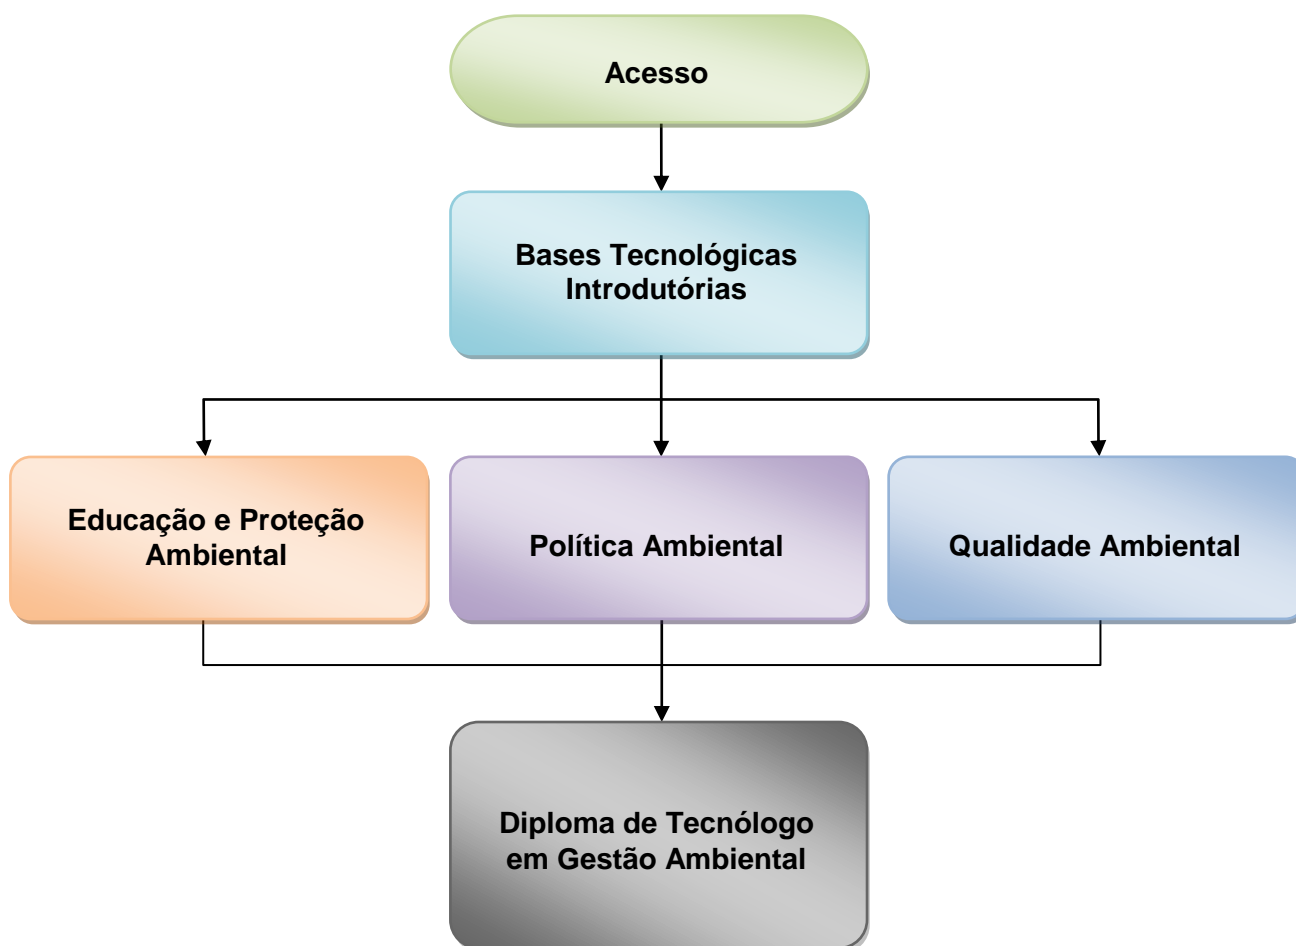 Acesso
Bases Tecnológicas
Introdutórias
Educação e Proteção
Ambiental
Política Ambiental
Qualidade Ambiental
Diploma de Tecnólogo
em Gestão Ambiental